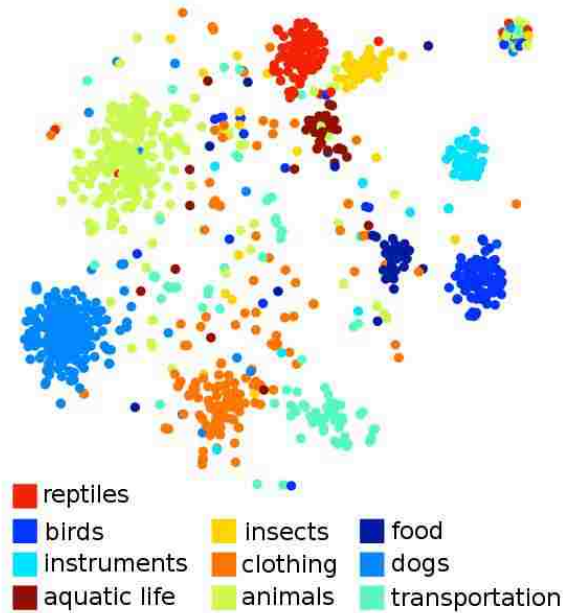 reptiles
birds insects food
instruments clothing dogs
aquatic life animals transportation